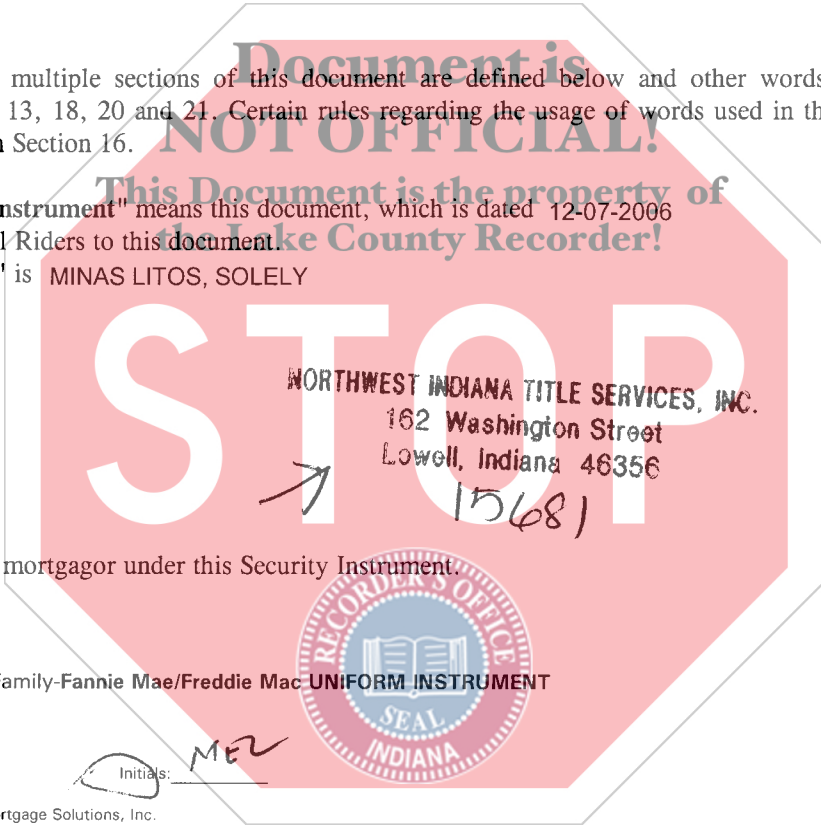 Document is
multiple sections of this document are defined below and other words
13, 18, 20 and 21. Certain rules regarding the usage of words used in th
NOT OFFICIAL!
n Section 16.
This Document is the property of
nstrument" means this document, which is dated 12-07-2006
l Riders to this document.
the Lake County Recorder!
" is MINAS LITOS, SOLELY
STOP
NORTHWEST INDIANA TITLE SERVICES, INC.
162 Washington Street
Lowell, Indiana 46356
15681
mortgagor under this Security Instrument.
RECORDER'S OFFICE
SEAL
INDIANA
amily-Fannie Mae/Freddie Mac UNIFORM INSTRUMENT
Initials:
rtgage Solutions, Inc.